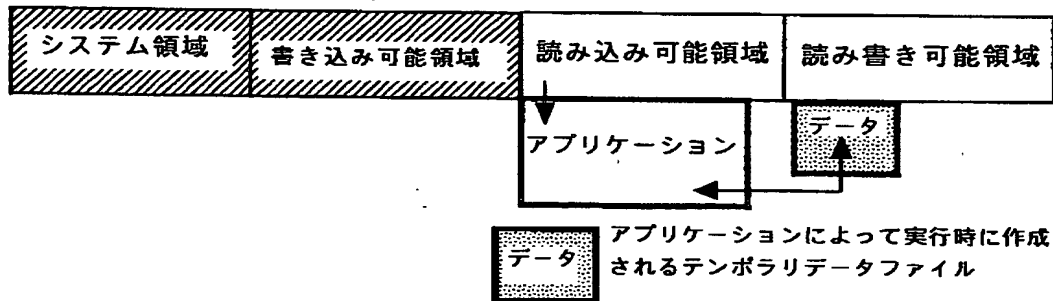 システム領域
書き込み可能領域
読み込み可能領域
読み書き可能領域
アプリケーション
データ
データ
アプリケーションによって実行時に作成
されるテンポラリデータファイル